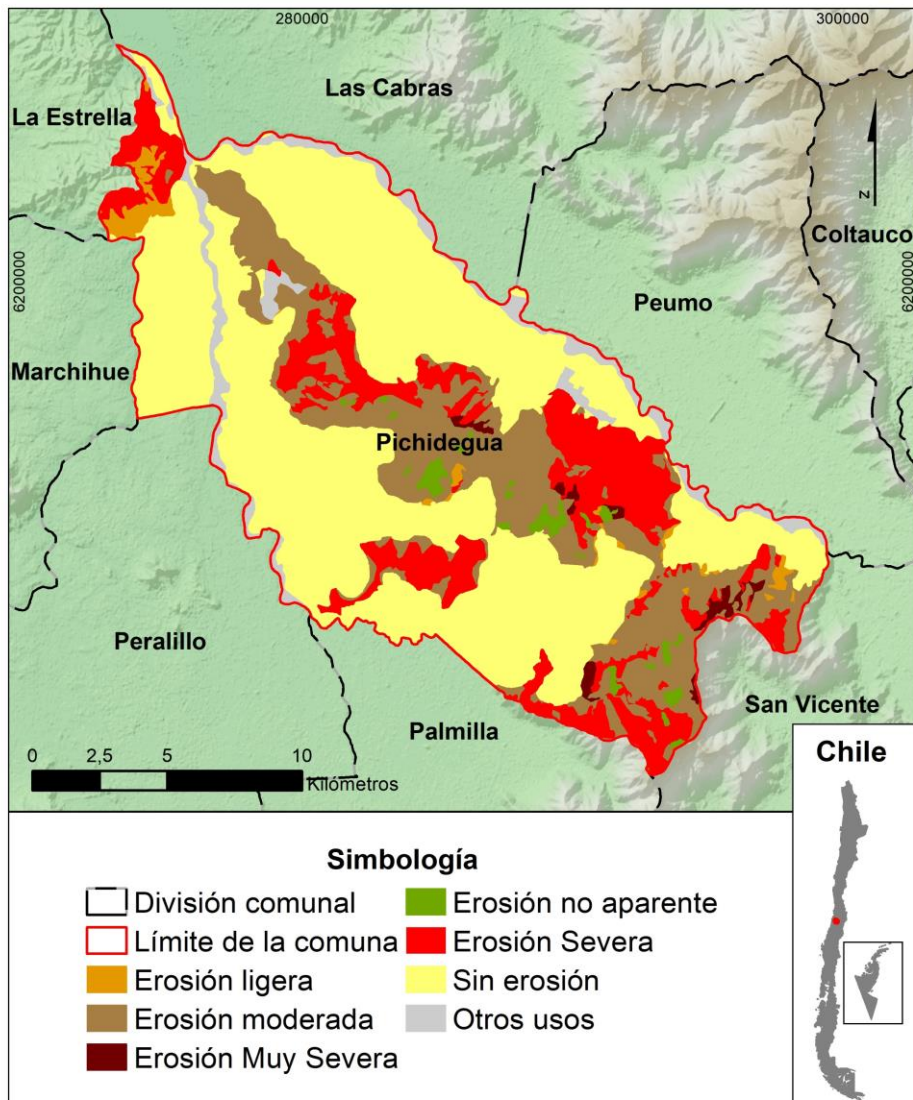 280000
300000
Las Cabras
La Estrella
N
Coltauco
6200000
6200000
Peumo
Marchihue
Pichidegua
Peralillo
San Vicente
Palmilla
0 2,5 5 10
Kilómetros
Chile
Simbología
División comunal
Límite de la comuna
Erosión ligera
Erosión moderada
Erosión Muy Severa
Erosión no aparente
Erosión Severa
Sin erosión
Otros usos